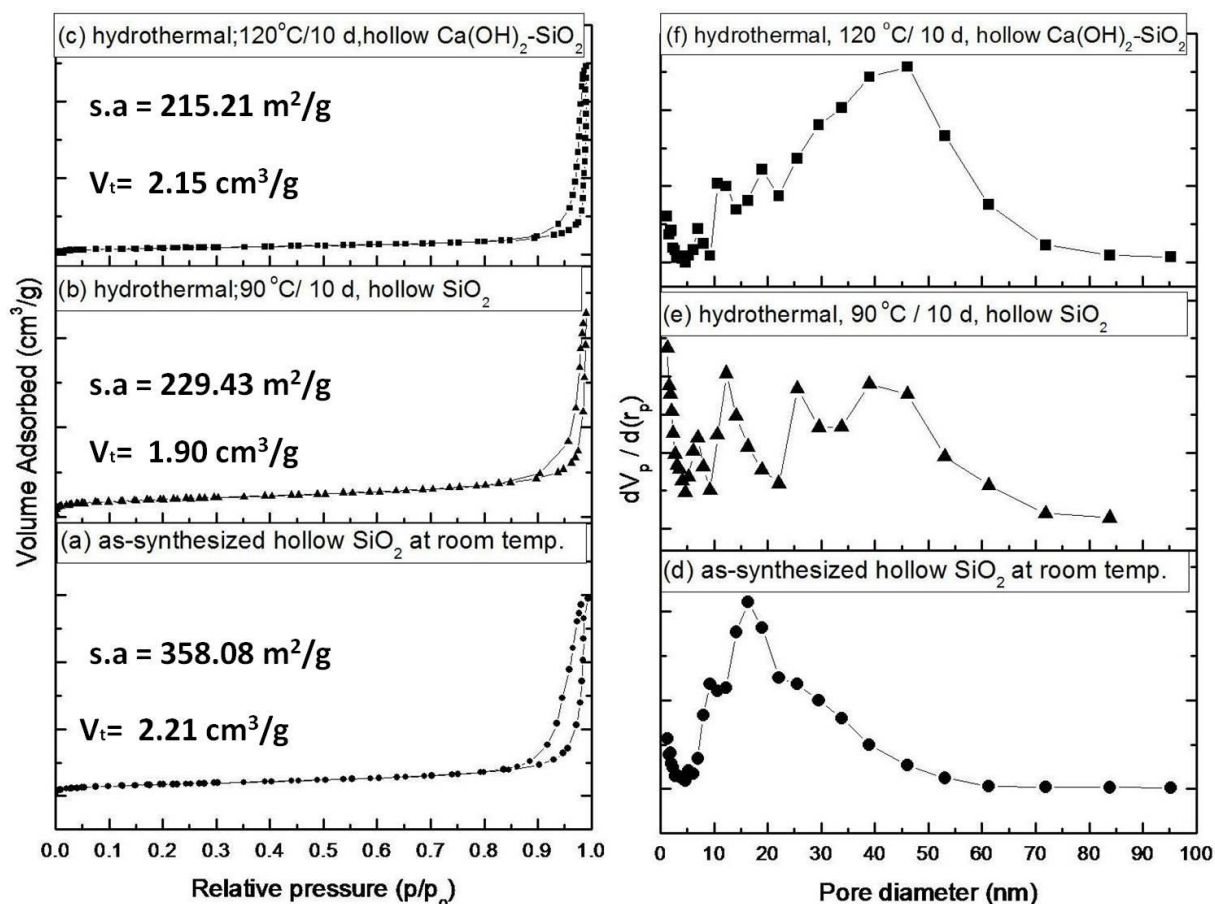 (c) hydrothermal;120°C/10 d,hollow Ca(OH)₂-SiO₂
s.a = 215.21 m²/g
Vₜ= 2.15 cm³/g
(b) hydrothermal;90°C/ 10 d, hollow SiO₂
s.a = 229.43 m²/g
Vₜ= 1.90 cm³/g
(a) as-synthesized hollow SiO₂ at room temp.
s.a = 358.08 m²/g
Vₜ= 2.21 cm³/g
Volume Adsorbed (cm³/g)
0.0 0.1 0.2 0.3 0.4 0.5 0.6 0.7 0.8 0.9 1.0
Relative pressure (p/pₒ)
(f) hydrothermal, 120 °C/ 10 d, hollow Ca(OH)₂-SiO₂
(e) hydrothermal, 90°C / 10 d, hollow SiO₂
(d) as-synthesized hollow SiO₂ at room temp.
dVₚ / d(rₚ)
0 10 20 30 40 50 60 70 80 90 100
Pore diameter (nm)